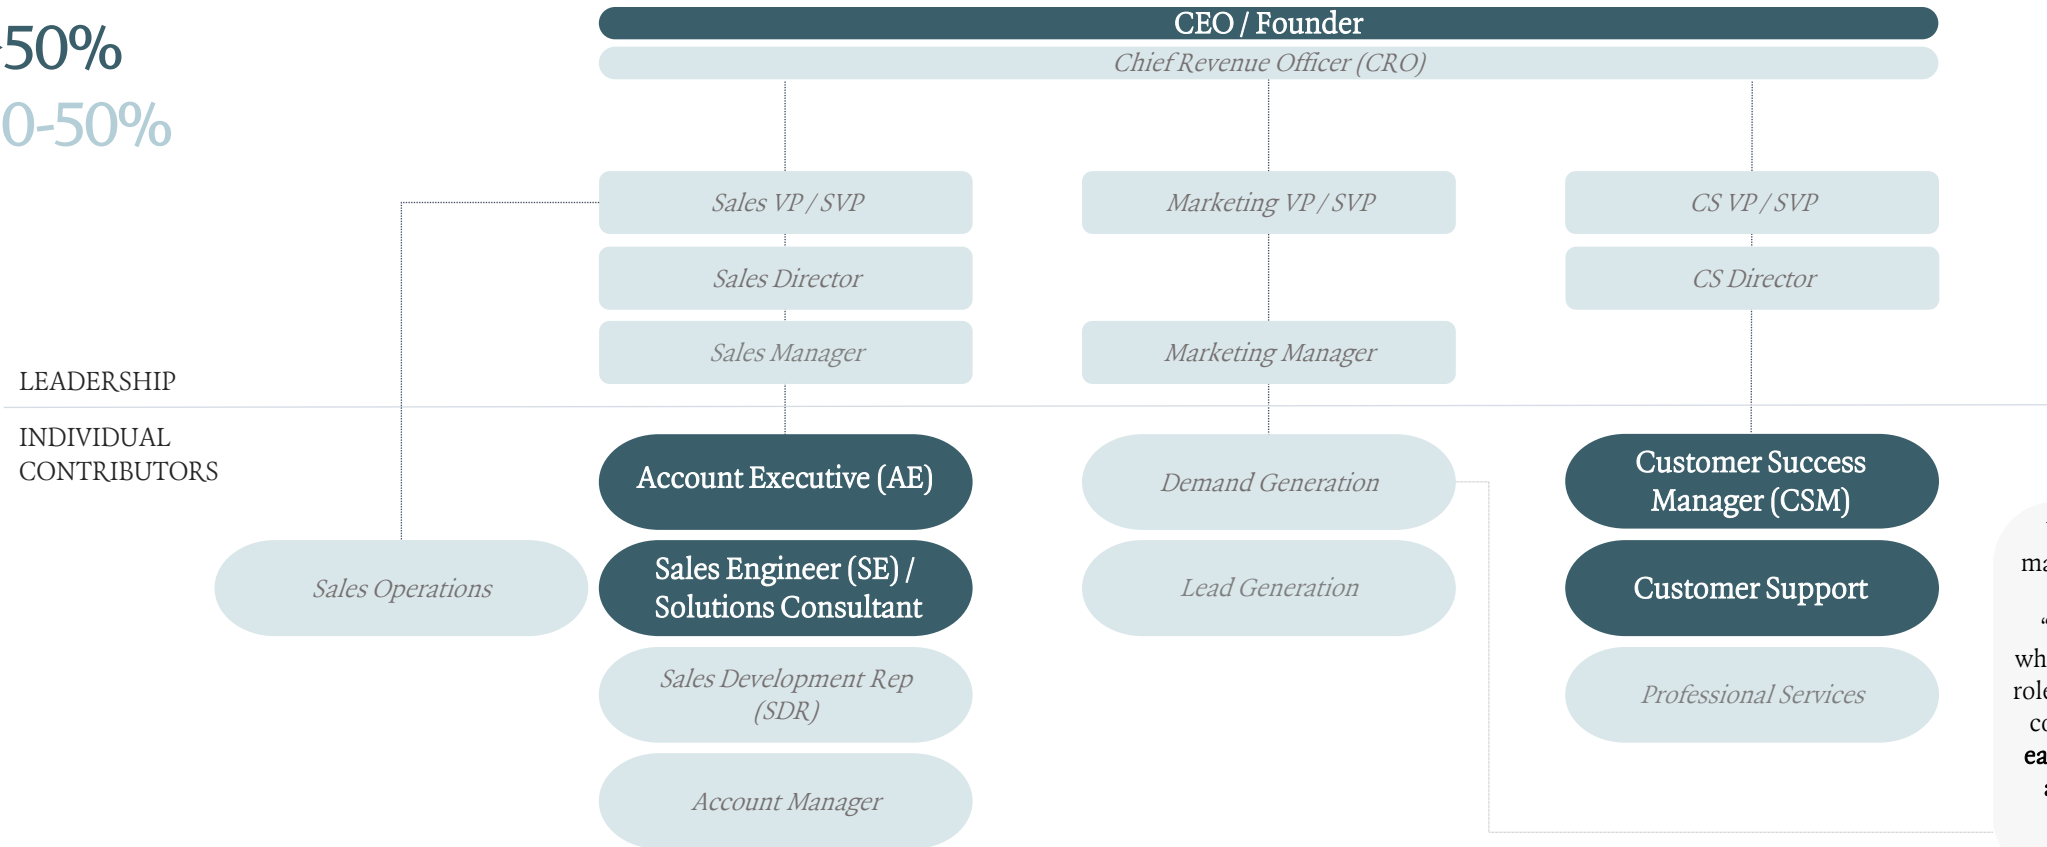 50%
0-50%
CEO / Founder
Chief Revenue Officer (CRO)
Sales VP / SVP
Marketing VP / SVP
CS VP / SVP
Sales Director
CS Director
Sales Manager
Marketing Manager
LEADERSHIP
INDIVIDUAL
CONTRIBUTORS
Account Executive (AE)
Demand Generation
Customer Success
Manager (CSM)
Sales Operations
Sales Engineer (SE) /
Solutions Consultant
Lead Generation
Customer Support
Sales Development Rep
(SDR)
Professional Services
Account Manager